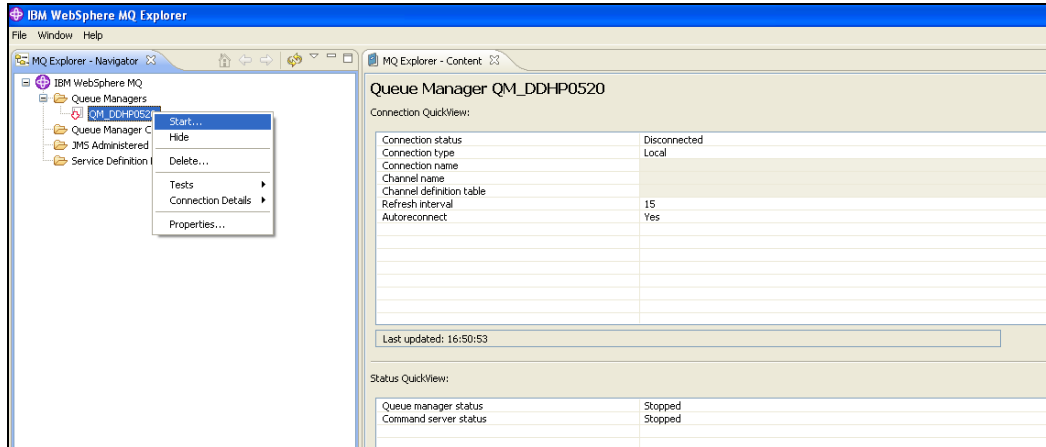 IBM WebSphere MQ Explorer
File Window Help
MQ Explorer - Navigator
IBM WebSphere MQ
Queue Managers
QM_DDHP0520
Queue Manager C
JMS Administered
Service Definition
Start...
Hide
Delete...
Tests
Connection Details
Properties...
MQ Explorer - Content
Queue Manager QM_DDHP0520
Connection QuickView:
Connection status Disconnected
Connection type Local
Connection name
Channel name
Channel definition table
Refresh interval 15
Autoreconnect Yes
Last updated: 16:50:53
Status QuickView:
Queue manager status Stopped
Command server status Stopped